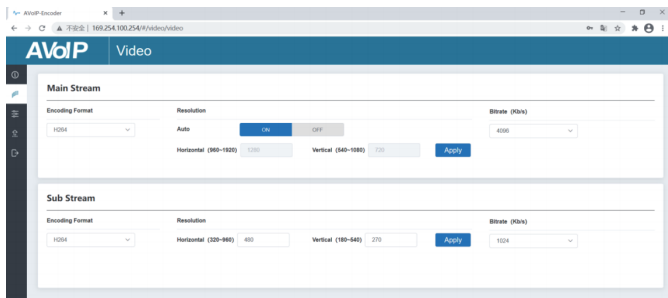 AVoIP-Encoder
不安全 | 169.254.100.254/#/video/video
AVoIP Video
Main Stream
Encoding Format Resolution Bitrate (Kb/s)
H264 Auto ON OFF 4096
Horizontal (960~1920) 1280 Vertical (540~1080) 720 Apply
Sub Stream
Encoding Format Resolution Bitrate (Kb/s)
H264 Horizontal (320~960) 480 Vertical (180~540) 270 Apply 1024